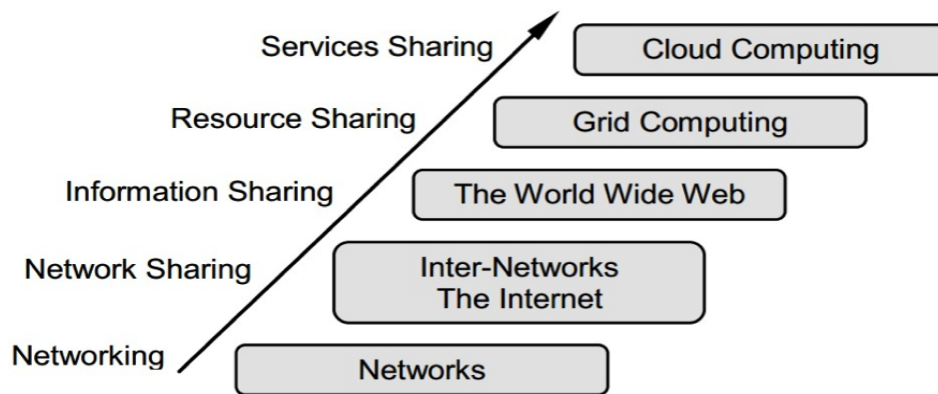 Services Sharing
Cloud Computing
Resource Sharing
Grid Computing
Information Sharing
The World Wide Web
Network Sharing
Inter-Networks
The Internet
Networking
Networks